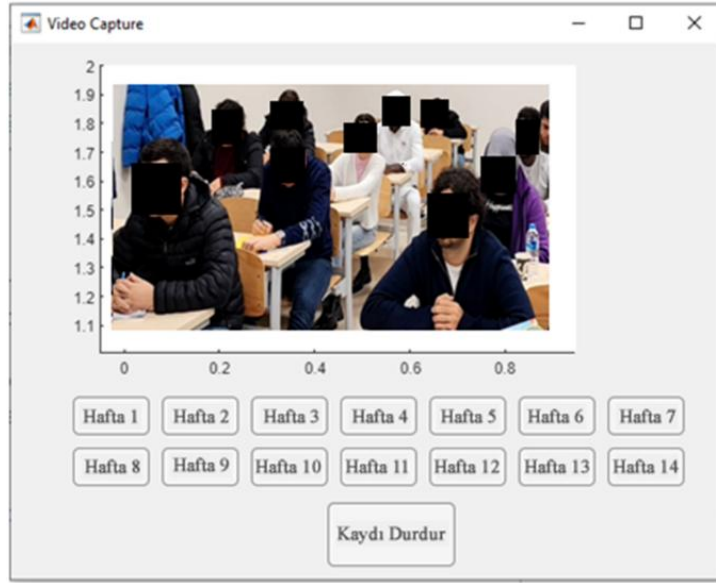 Video Capture
2
1.9
1.8
1.7
1.6
1.5
1.4
1.3
1.2
1.1
0 0.2 0.4 0.6 0.8
Hafta 1 Hafta 2 Hafta 3 Hafta 4 Hafta 5 Hafta 6 Hafta 7
Hafta 8 Hafta 9 Hafta 10 Hafta 11 Hafta 12 Hafta 13 Hafta 14
Kaydı Durdur